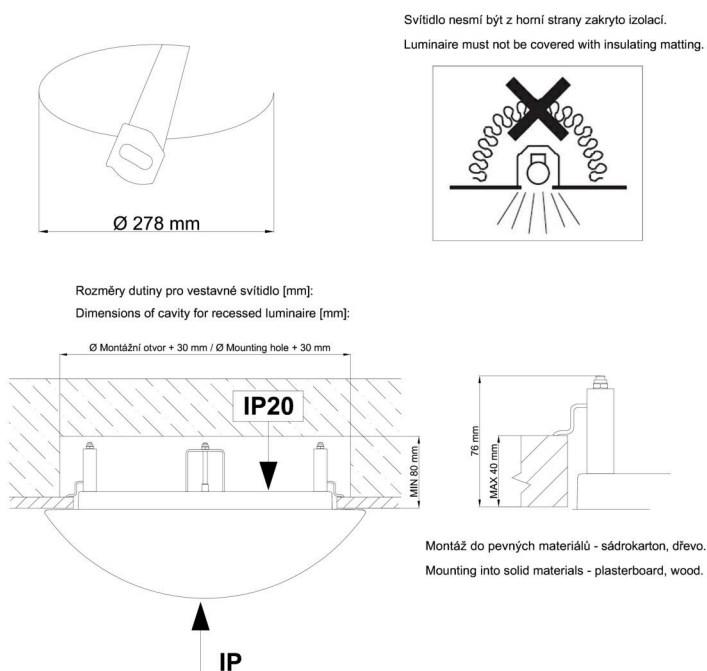 Svítidlo nesmí být z horní strany zakryto izolací.
Luminaire must not be covered with insulating matting.
Ø 278 mm
Rozměry dutiny pro vestavné svítidlo [mm]:
Dimensions of cavity for recessed luminaire [mm]:
Ø Montážní otvor + 30 mm / Ø Mounting hole + 30 mm
IP20
MIN 80 mm
76 mm
MAX 40 mm
Montáž do pevných materiálů - sádrokarton, dřevo.
Mounting into solid materials - plasterboard, wood.
IP